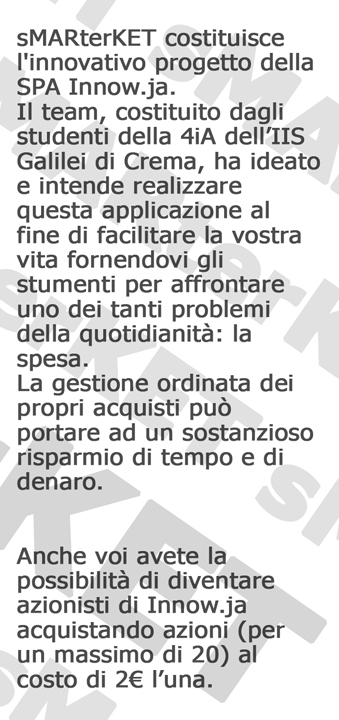 sMARterKET costituisce
l'innovativo progetto della
SPA Innow.ja.
Il team, costituito dagli
studenti della 4iA dell’IIS
Galilei di Crema, ha ideato
e intende realizzare
questa applicazione al
fine di facilitare la vostra
vita fornendovi gli
stumenti per affrontare
uno dei tanti problemi
della quotidianità: la
spesa.
La gestione ordinata dei
propri acquisti può
portare ad un sostanzioso
risparmio di tempo e di
denaro.
Anche voi avete la
possibilità di diventare
azionisti di Innow.ja
acquistando azioni (per
un massimo di 20) al
costo di 2€ l’una.